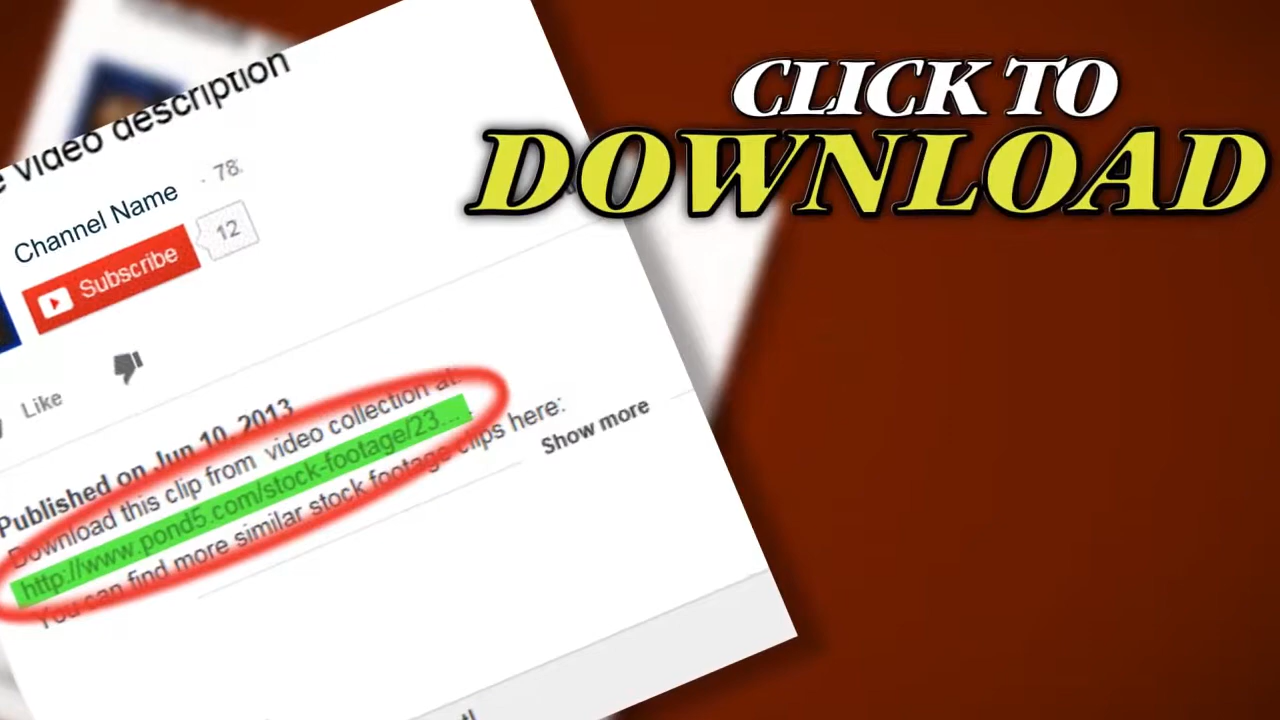 CLICK TO
DOWNLOAD
video description
Channel Name
78
Subscribe
12
Like
Published on Jun 10, 2013
Download this clip from video collection at:
http://www.pond5.com/stock-footage/23...
You can find more similar stock footage clips here:
Show more